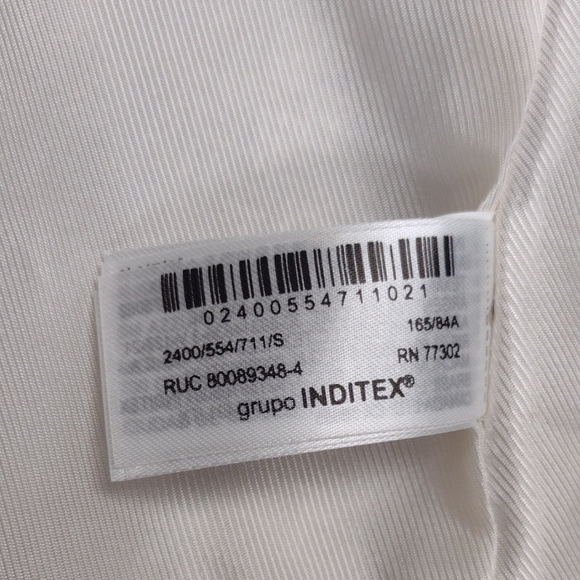 02400554711021
2400/554/711/S 165/84A
RUC 80089348-4 RN 77302
grupo INDITEX®